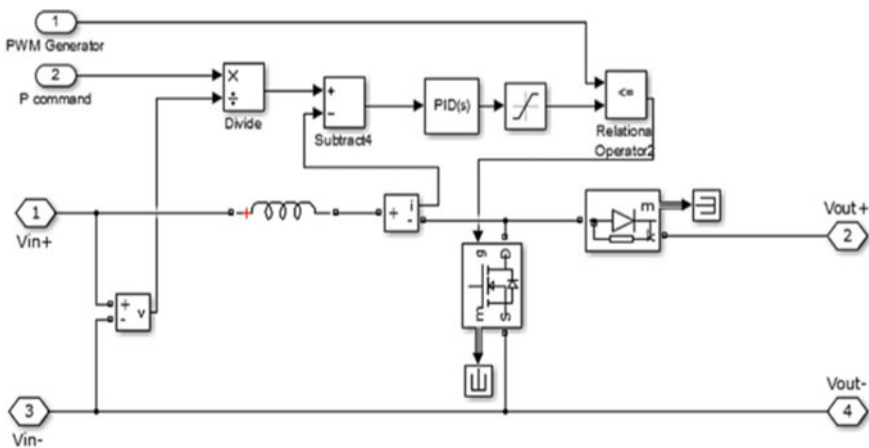 1
PWM Generator
2
P command
×
÷
Divide
+
−
Subtract4
PID(s)
<=
Relational
Operator2
1
Vin+
+
i
-
m
k
Vout+
2
+
-
v
g
D
m
S
3
Vin-
Vout-
4